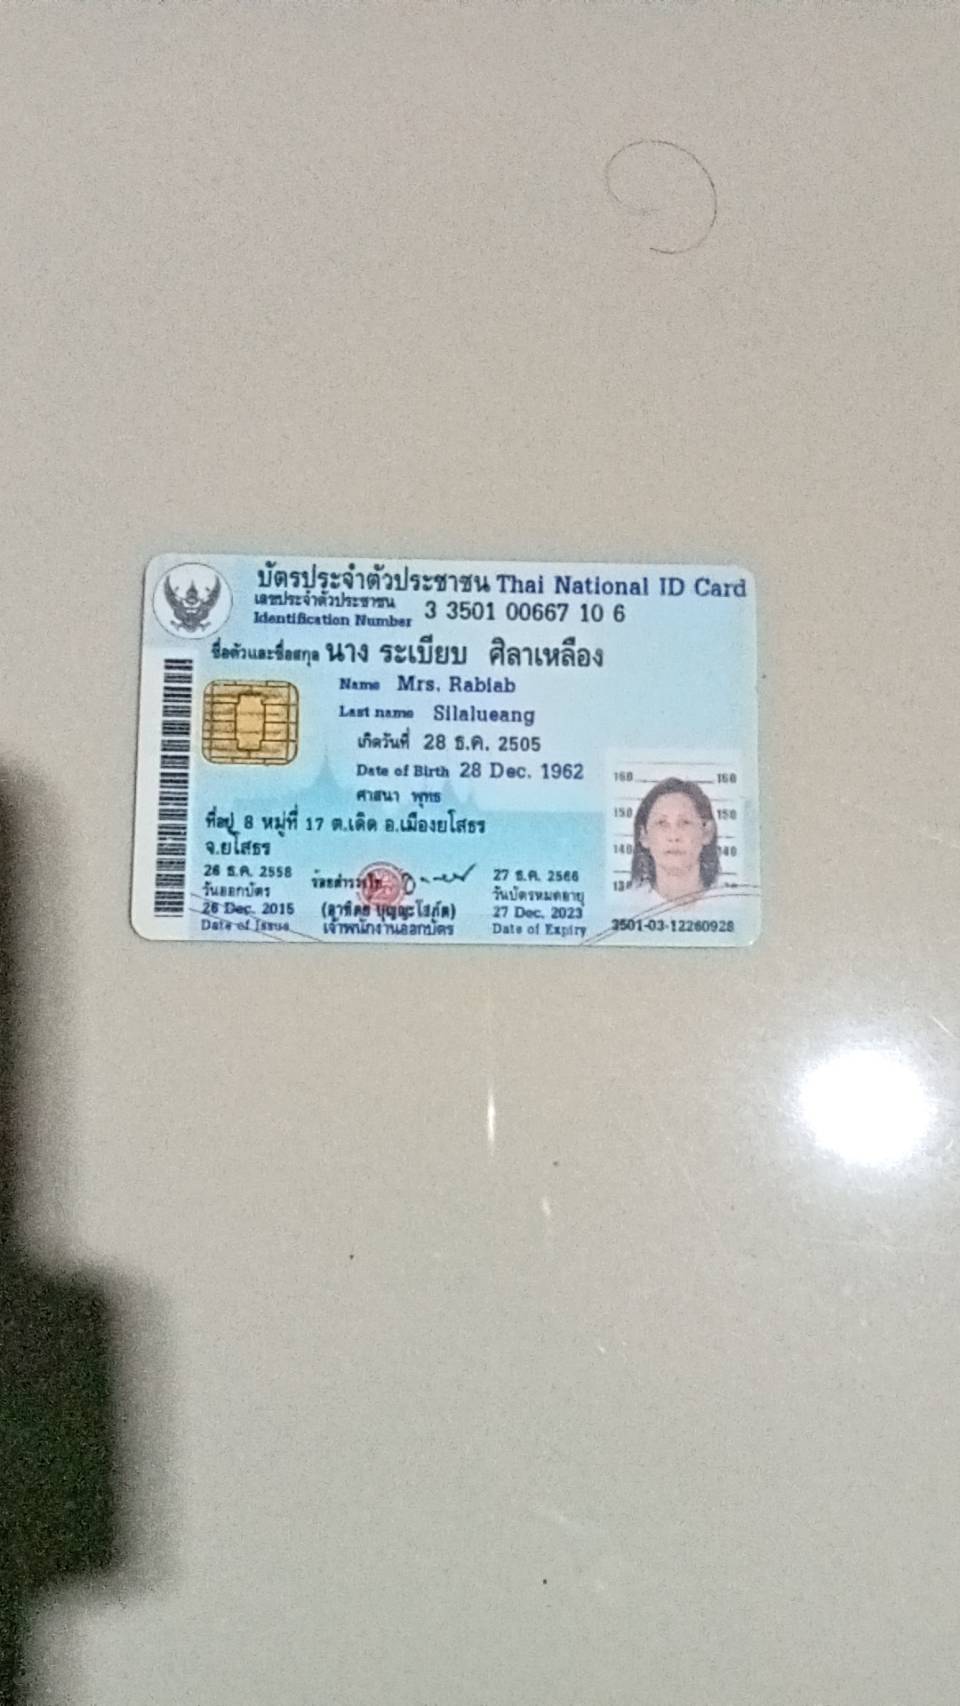 บัตรประจำตัวประชาชน Thai National ID Card
เลขประจำตัวประชาชน
Identification Number 3 3501 00667 10 6
ชื่อตัวและชื่อสกุล นาง ระเบียบ ศิลาเหลือง
Name Mrs. Rabiab
Last name Silalueang
เกิดวันที่ 28 ธ.ค. 2505
Date of Birth 28 Dec. 1962
ศาสนา พุทธ
ที่อยู่ 8 หมู่ที่ 17 ต.เดิด อ.เมืองยโสธร
จ.ยโสธร
26 ธ.ค. 2558
วันออกบัตร
26 Dec. 2015
Date of Issue
ร้อยตำรวจโท
เจ้าพนักงานออกบัตร
27 ธ.ค. 2566
วันบัตรหมดอายุ
27 Dec. 2023
Date of Expiry
160 160
150 150
140 140
3501-03-12260928